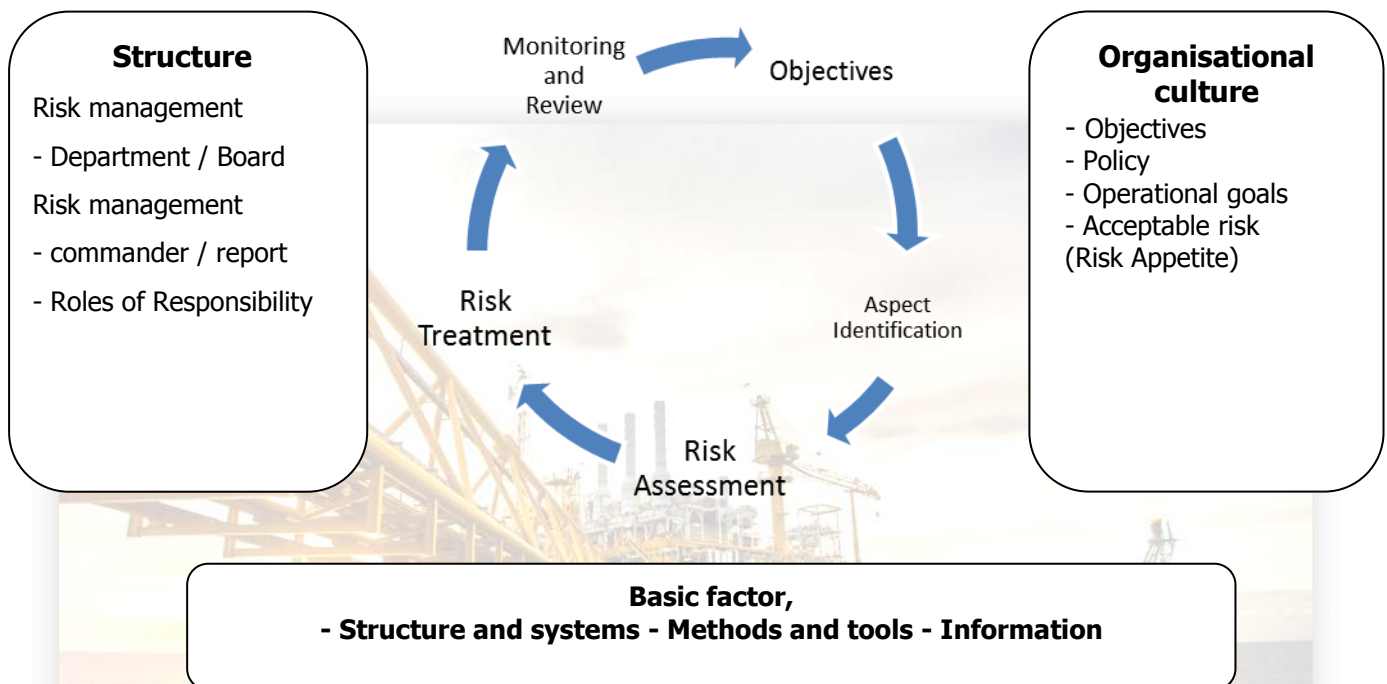 Structure
Risk management
- Department / Board
Risk management
- commander / report
- Roles of Responsibility
Monitoring
and
Review
Objectives
Aspect
Identification
Risk
Assessment
Risk
Treatment
Organisational
culture
- Objectives
- Policy
- Operational goals
- Acceptable risk
(Risk Appetite)
Basic factor,
- Structure and systems - Methods and tools - Information